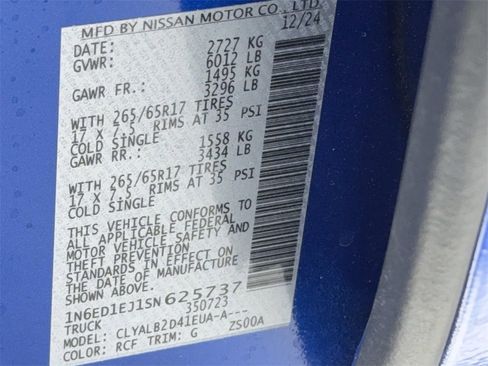 MFD BY NISSAN MOTOR CO., LTD.
DATE: 12/24
GVWR: 2727 KG
6012 LB
GAWR FR.: 1495 KG
3296 LB
WITH 265/65R17 TIRES
17 X 7.5 RIMS AT 35 PSI
COLD SINGLE
GAWR RR.: 1558 KG
3434 LB
WITH 265/65R17 TIRES
17 X 7.5 RIMS AT 35 PSI
COLD SINGLE
THIS VEHICLE CONFORMS TO
ALL APPLICABLE FEDERAL
MOTOR VEHICLE SAFETY AND
THEFT PREVENTION
STANDARDS IN EFFECT ON
THE DATE OF MANUFACTURE
SHOWN ABOVE.
1N6ED1EJ1SN625737
TRUCK 350723
MODEL: CLYALB2D41EUA-A---
COLOR: RCF TRIM: G ZS00A